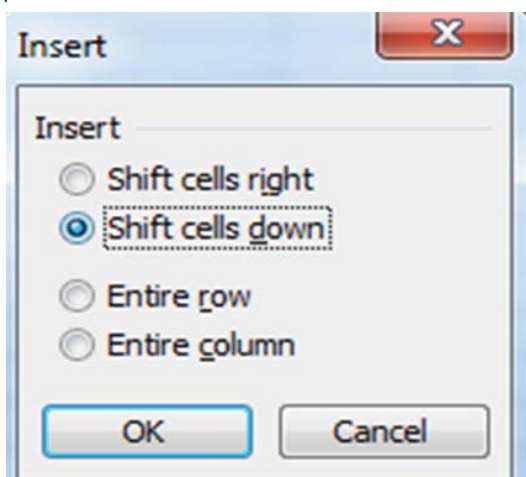 Insert
Insert
Shift cells right
Shift cells down
Entire row
Entire column
OK
Cancel